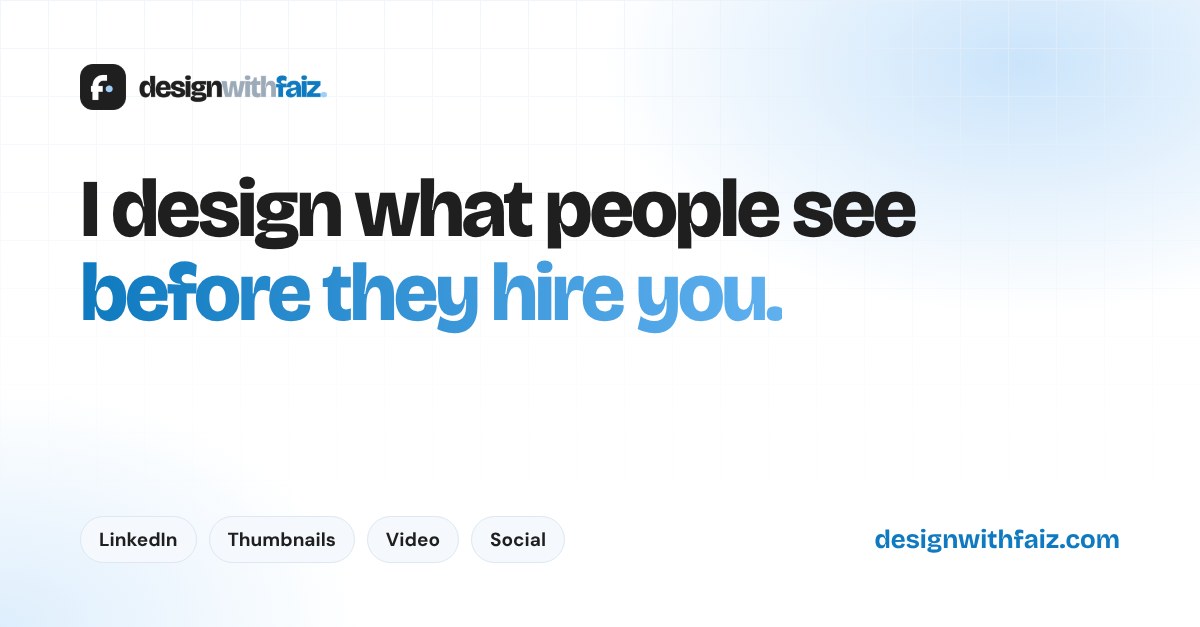 designwithfaiz.
I design what people see
before they hire you.
LinkedIn
Thumbnails
Video
Social
designwithfaiz.com